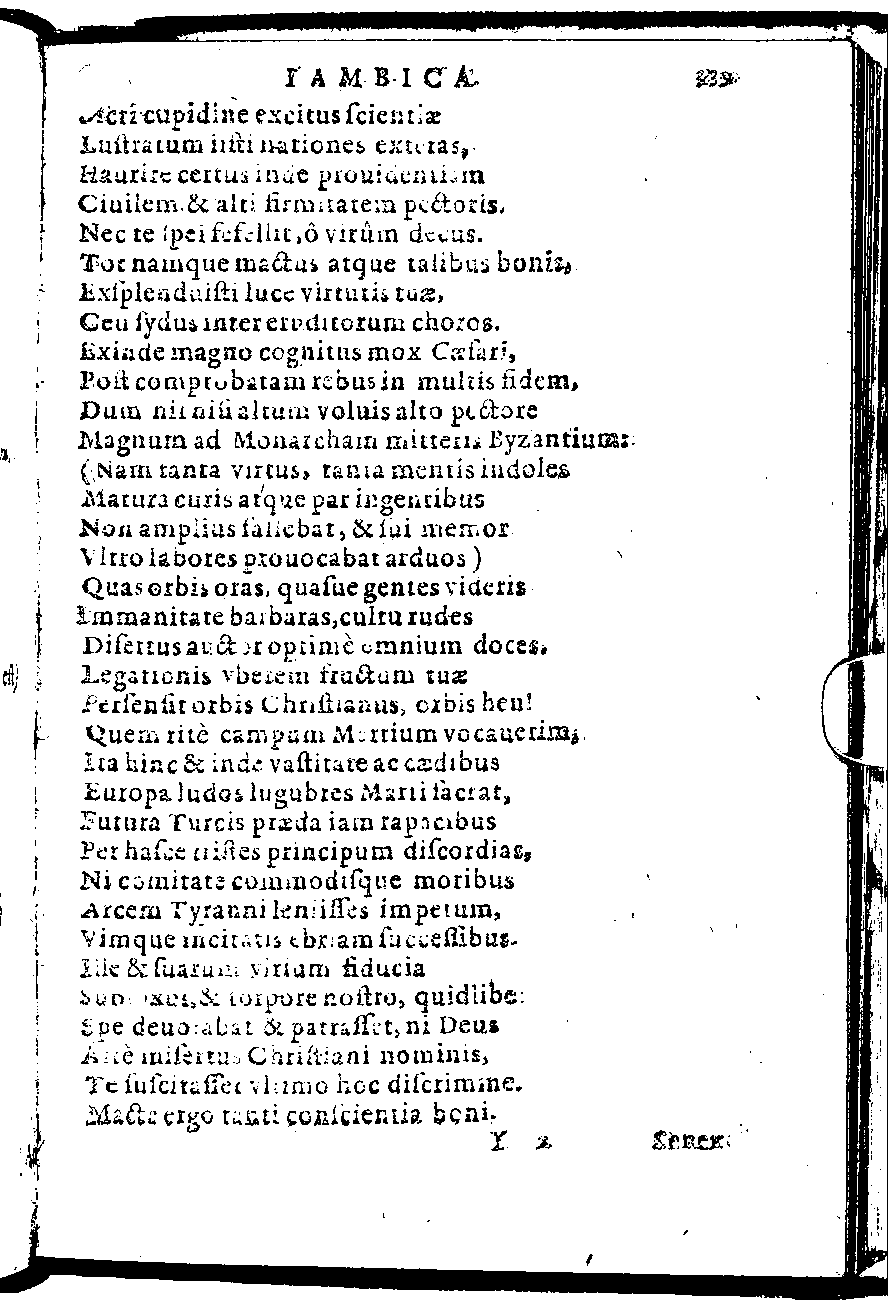 IAMBICA. 339
Acri cupidine excitus ſcientiæ
Luſtratum iuſti nationes exteras,
Haurire certus inde prouidentiam
Ciuilem & alti firmitatem pectoris.
Nec te ſpei fefellit, ô virûm decus.
Tot namque mactus atque talibus bonis,
Exſplenduiſti luce virtutis tuæ,
Ceu ſydus inter eruditorum choros.
Exinde magno cognitus mox Cæſari,
Poſt comprobatam rebus in multis fidem,
Dum nil niſi altum voluis alto pectore
Magnum ad Monarcham mitteris Byzantium:
(Nam tanta virtus, tanta mentis indoles
Matura curis atque par ingentibus
Non amplius fallebat, & ſui memor
Vltro labores prouocabat arduos)
Quas orbis oras, quaſue gentes videris
Immanitate barbaras, cultu rudes
Diſertus auctor optimè omnium doces.
Legationis vberem fructum tuæ
Perſenſit orbis Chriſtianus, orbis heu!
Quem ritè campum Martium vocauerim,
Ita hinc & inde vaſtitate ac cædibus
Europa ludos lugubres Marti ſacrat,
Futura Turcis præda iam rapacibus
Per haſce triſtes principum diſcordias,
Ni comitate commodiſque moribus
Arcem Tyranni leniiſſes impetum,
Vimque incitatis ebriam ſucceſſibus.
Ille & ſuarum virium fiducia
& torpore noſtro, quidlibet
Spe deuorabat & patraſſet, ni Deus
miſertus Chriſtiani nominis,
Te ſuſcitaſſet vltimo hoc diſcrimine.
Macte ergo tanti conſcientia boni.
Y 2 Senex